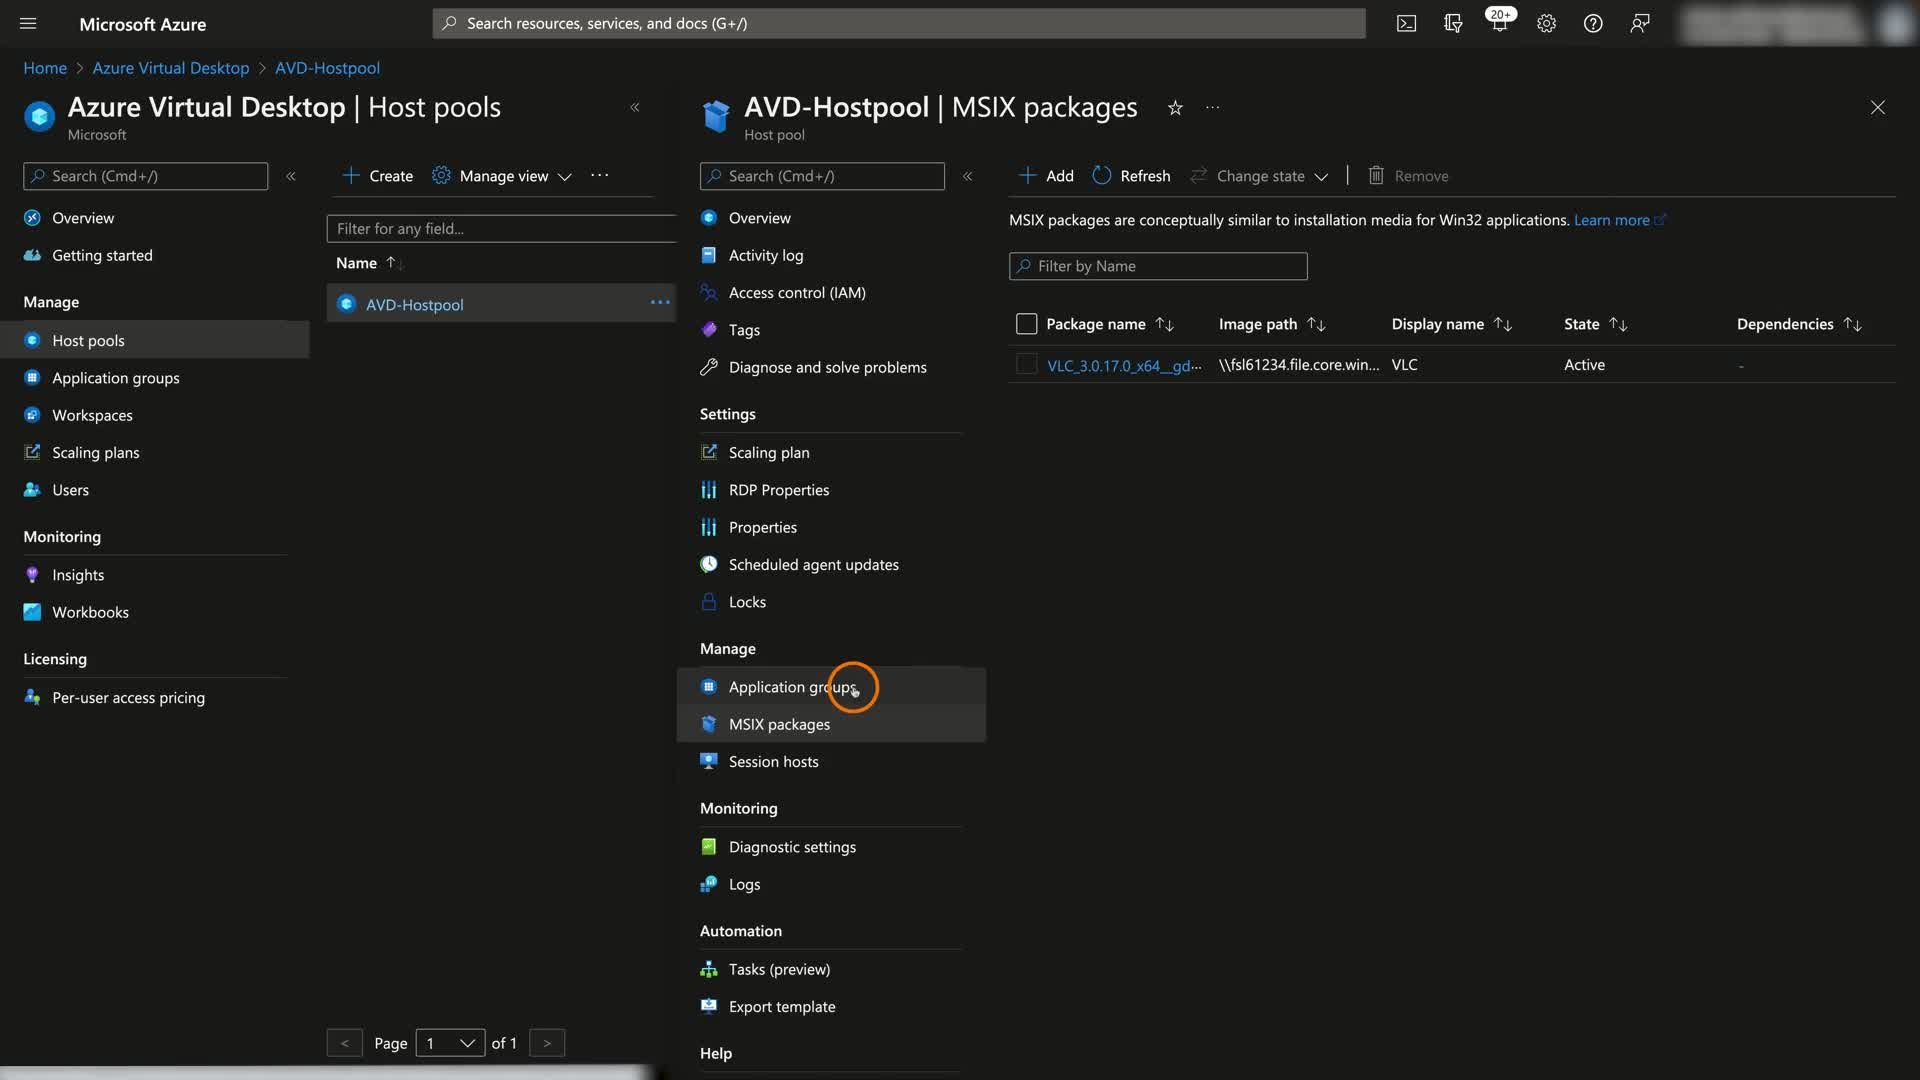 Microsoft Azure
Search resources, services, and docs (G+/)
20+
Home > Azure Virtual Desktop > AVD-Hostpool
Azure Virtual Desktop | Host pools
Microsoft
Search (Cmd+/)
Overview
Getting started
Manage
Host pools
Application groups
Workspaces
Scaling plans
Users
Monitoring
Insights
Workbooks
Licensing
Per-user access pricing
Create
Manage view
Filter for any field...
Name
AVD-Hostpool
< Page 1 of 1 >
AVD-Hostpool | MSIX packages
Host pool
Search (Cmd+/)
Overview
Activity log
Access control (IAM)
Tags
Diagnose and solve problems
Settings
Scaling plan
RDP Properties
Properties
Scheduled agent updates
Locks
Manage
Application groups
MSIX packages
Session hosts
Monitoring
Diagnostic settings
Logs
Automation
Tasks (preview)
Export template
Help
Add Refresh Change state | Remove
MSIX packages are conceptually similar to installation media for Win32 applications. Learn more
Filter by Name
Package name Image path Display name State Dependencies
VLC_3.0.17.0_x64__gd... \\fsl61234.file.core.win... VLC Active -